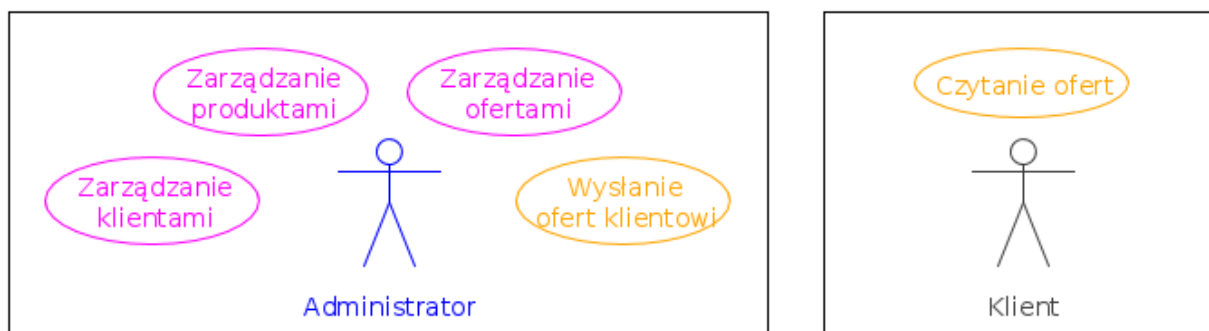 Zarządzanie
produktami
Zarządzanie
ofertami
Zarządzanie
klientami
Wysłanie
ofert klientowi
Administrator
Czytanie ofert
Klient